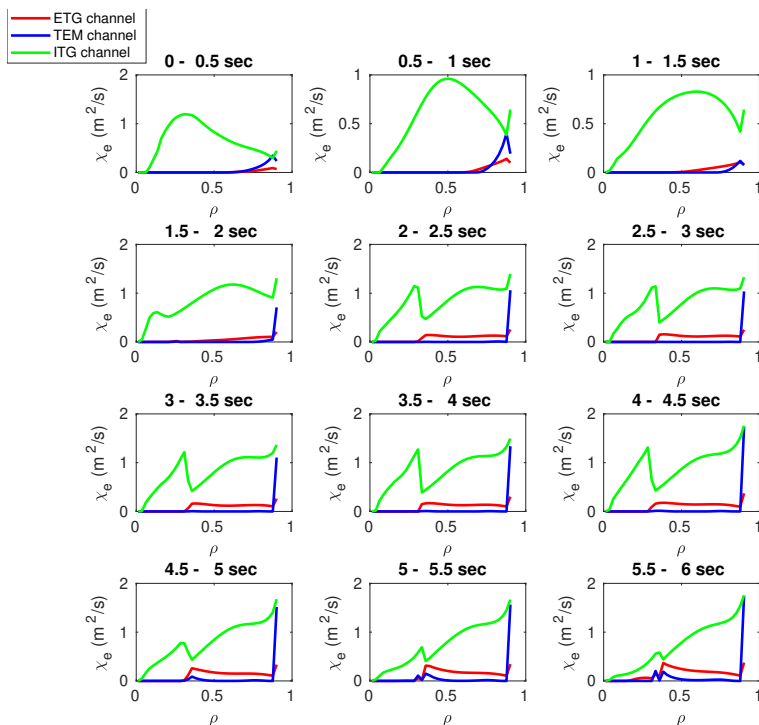 ETG channel
TEM channel
ITG channel
0 - 0.5 sec
0.5 - 1 sec
1 - 1.5 sec
2
1
0
χe (m²/s)
0 0.5 1
ρ
1
0.5
0
χe (m²/s)
0 0.5 1
ρ
1
0.5
0
χe (m²/s)
0 0.5 1
ρ
1.5 - 2 sec
2 - 2.5 sec
2.5 - 3 sec
2
1
0
χe (m²/s)
0 0.5 1
ρ
2
1
0
χe (m²/s)
0 0.5 1
ρ
2
1
0
χe (m²/s)
0 0.5 1
ρ
3 - 3.5 sec
3.5 - 4 sec
4 - 4.5 sec
2
1
0
χe (m²/s)
0 0.5 1
ρ
2
1
0
χe (m²/s)
0 0.5 1
ρ
2
1
0
χe (m²/s)
0 0.5 1
ρ
4.5 - 5 sec
5 - 5.5 sec
5.5 - 6 sec
2
1
0
χe (m²/s)
0 0.5 1
ρ
2
1
0
χe (m²/s)
0 0.5 1
ρ
2
1
0
χe (m²/s)
0 0.5 1
ρ